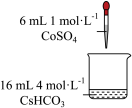 6 mL 1 mol·L⁻¹
CoSO₄
16 mL 4 mol·L⁻¹
CsHCO₃